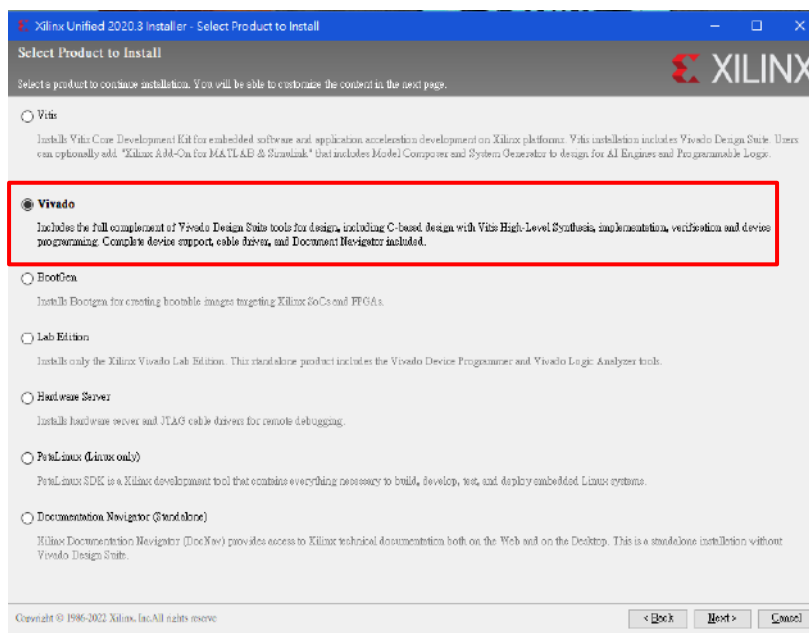 Xilinx Unified 2020.3 Installer - Select Product to Install
Select Product to Install
Select a product to continue installation. You will be able to customize the content in the next page.
XILINX
Vitis
Installs Vitis Core Development Kit for embedded software and application acceleration development on Xilinx platforms. Vitis installation includes Vivado Design Suite. Users
can optionally add "Xilinx Add-On for MATLAB & Simulink" that includes Model Composer and System Generator to design for AI Engines and Programmable Logic.
Vivado
Includes the full complement of Vivado Design Suite tools for design, including C-based design with Vitis High-Level Synthesis, implementation, verification and device
programming. Complete device support, cable driver, and Document Navigator included.
BootGen
Installs Bootgen for creating bootable images targeting Xilinx SoCs and FPGAs.
Lab Edition
Installs only the Xilinx Vivado Lab Edition. This standalone product includes the Vivado Device Programmer and Vivado Logic Analyzer tools.
Hardware Server
Installs hardware server and JTAG cable drivers for remote debugging.
PetaLinux (Linux only)
PetaLinux SDK is a Xilinx development tool that contains everything necessary to build, develop, test, and deploy embedded Linux systems.
Documentation Navigator (Standalone)
Xilinx Documentation Navigator (DocNav) provides access to Xilinx technical documentation both on the Web and on the Desktop. This is a standalone installation without
Vivado Design Suite.
Copyright © 1986-2022 Xilinx, Inc.All rights reserve
< Back
Next >
Cancel